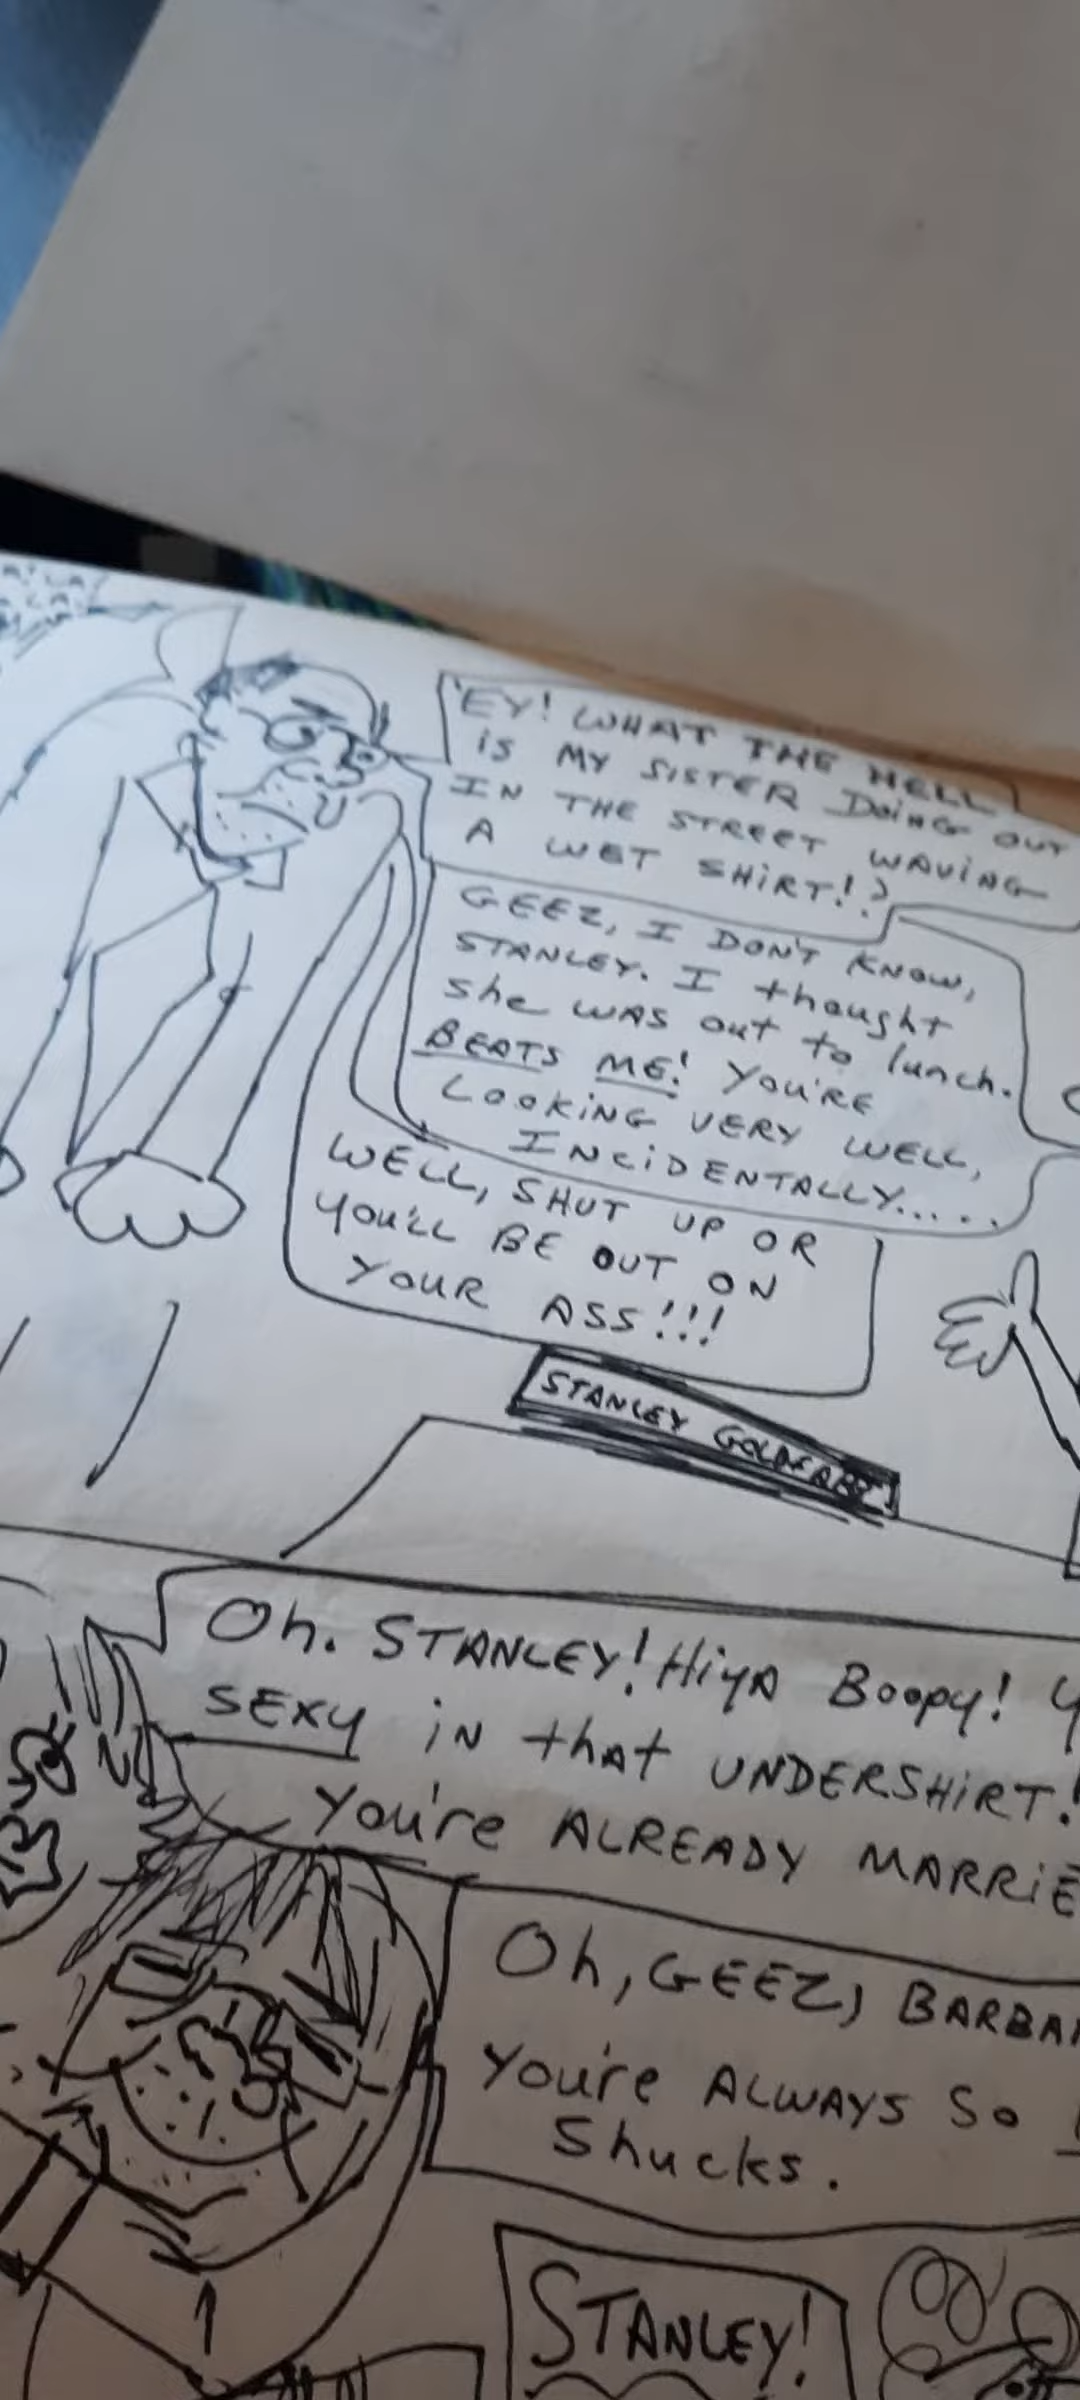 'EY! WHAT THE HELL
iS MY SISTER DOING OUT
IN THE STREET WAVING
A WET SHIRT!?
GEEZ, I DON'T KNOW,
STANLEY. I thought
she WAS out to lunch.
BEATS ME! YOU'RE
LOOKING VERY WELL,
INCIDENTALLY.....
WELL, SHUT UP OR
YOU'LL BE OUT ON
YOUR ASS!!!
STANLEY GOLDFARB
Oh. STANLEY! Hiya Boopy!
SEXY iN that UNDERSHIRT!
You're ALREADY MARRiE
Oh, GEEZ, BARBA
You're ALWAYS So
Shucks.
STANLEY!